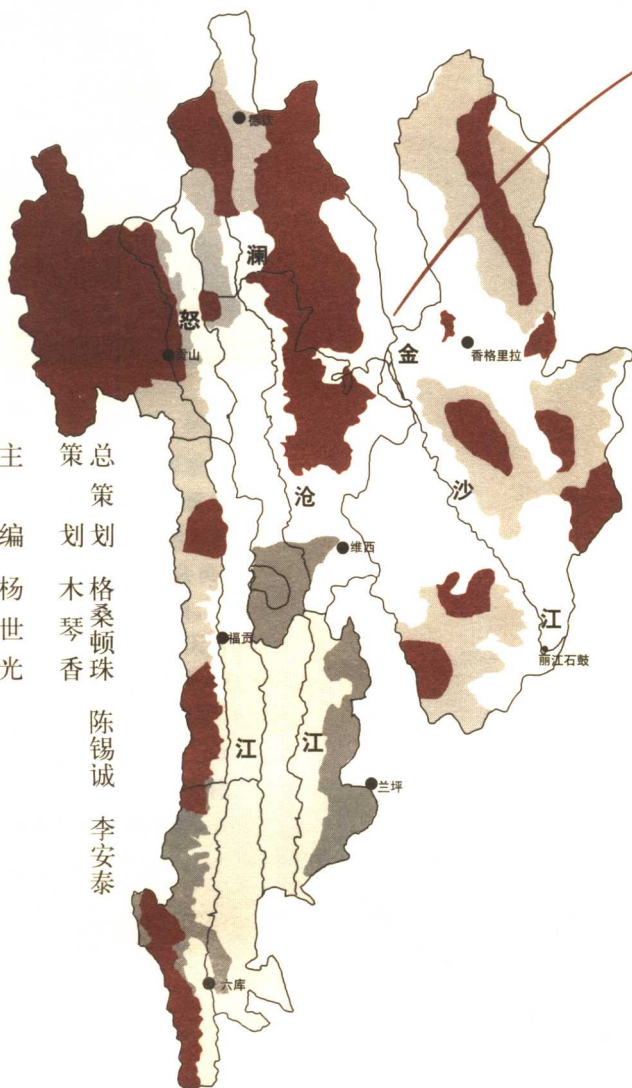 总策划 格桑顿珠 陈锡诚 李安泰
策划 木琴香
主编 杨世光
德钦
澜
怒
贡山
金
香格里拉
沧
沙
维西
福贡
江
丽江石鼓
江
江
兰坪
六库